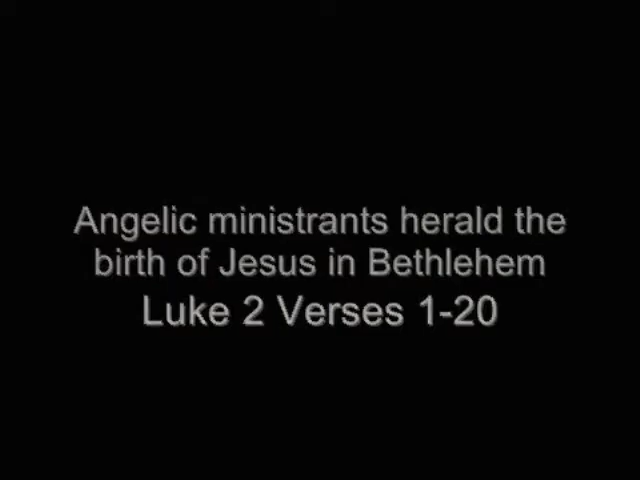 Angelic ministrants herald the
birth of Jesus in Bethlehem
Luke 2 Verses 1-20